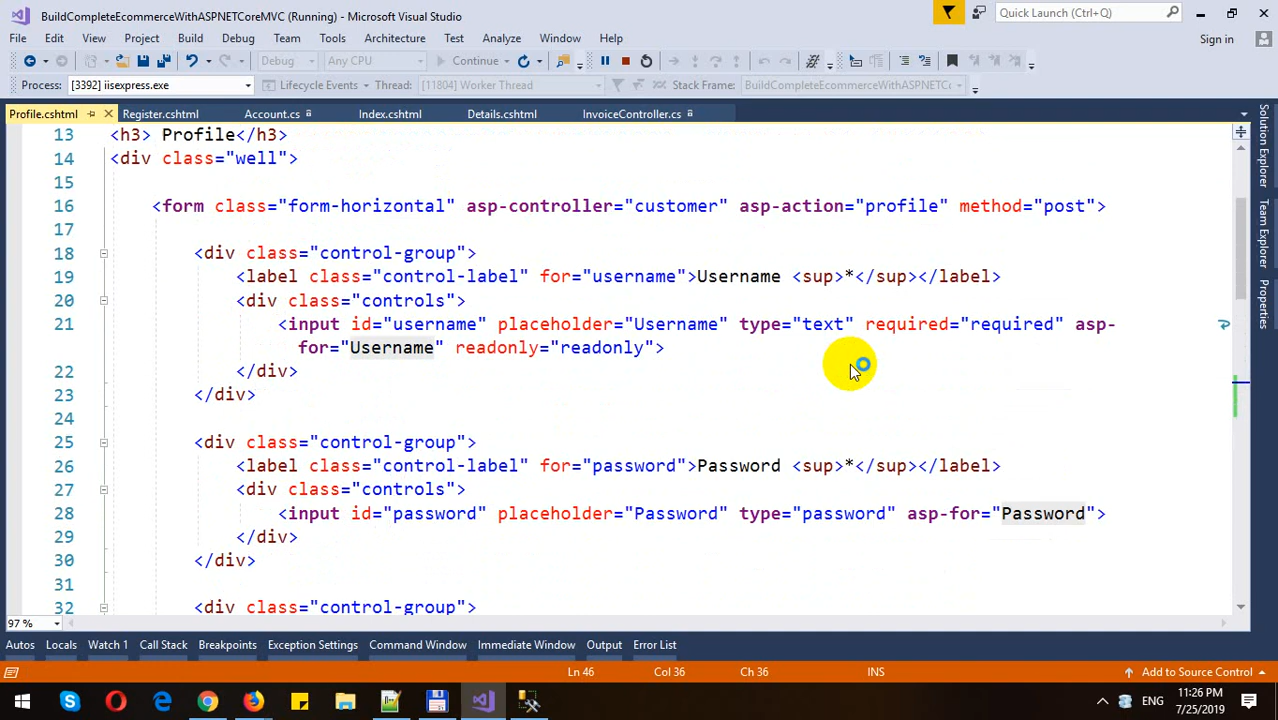 BuildCompleteEcommerceWithASPNETCoreMVC (Running) - Microsoft Visual Studio
Quick Launch (Ctrl+Q)
File Edit View Project Build Debug Team Tools Architecture Test Analyze Window Help
Sign in
Debug Any CPU Continue
Process: [3392] iisexpress.exe Lifecycle Events Thread: [11804] Worker Thread Stack Frame: BuildCompleteEcommerceWithASPNETCoreMVC
Profile.cshtml Register.cshtml Account.cs Index.cshtml Details.cshtml InvoiceController.cs
13 <h3> Profile</h3>
14 <div class="well">
15
16 <form class="form-horizontal" asp-controller="customer" asp-action="profile" method="post">
17
18 <div class="control-group">
19 <label class="control-label" for="username">Username <sup>*</sup></label>
20 <div class="controls">
21 <input id="username" placeholder="Username" type="text" required="required" asp-
for="Username" readonly="readonly">
22 </div>
23 </div>
24
25 <div class="control-group">
26 <label class="control-label" for="password">Password <sup>*</sup></label>
27 <div class="controls">
28 <input id="password" placeholder="Password" type="password" asp-for="Password">
29 </div>
30 </div>
31
32 <div class="control-group">
Solution Explorer
Team Explorer
Properties
97 %
Autos Locals Watch 1 Call Stack Breakpoints Exception Settings Command Window Immediate Window Output Error List
Ln 46 Col 36 Ch 36 INS Add to Source Control
ENG
11:26 PM
7/25/2019